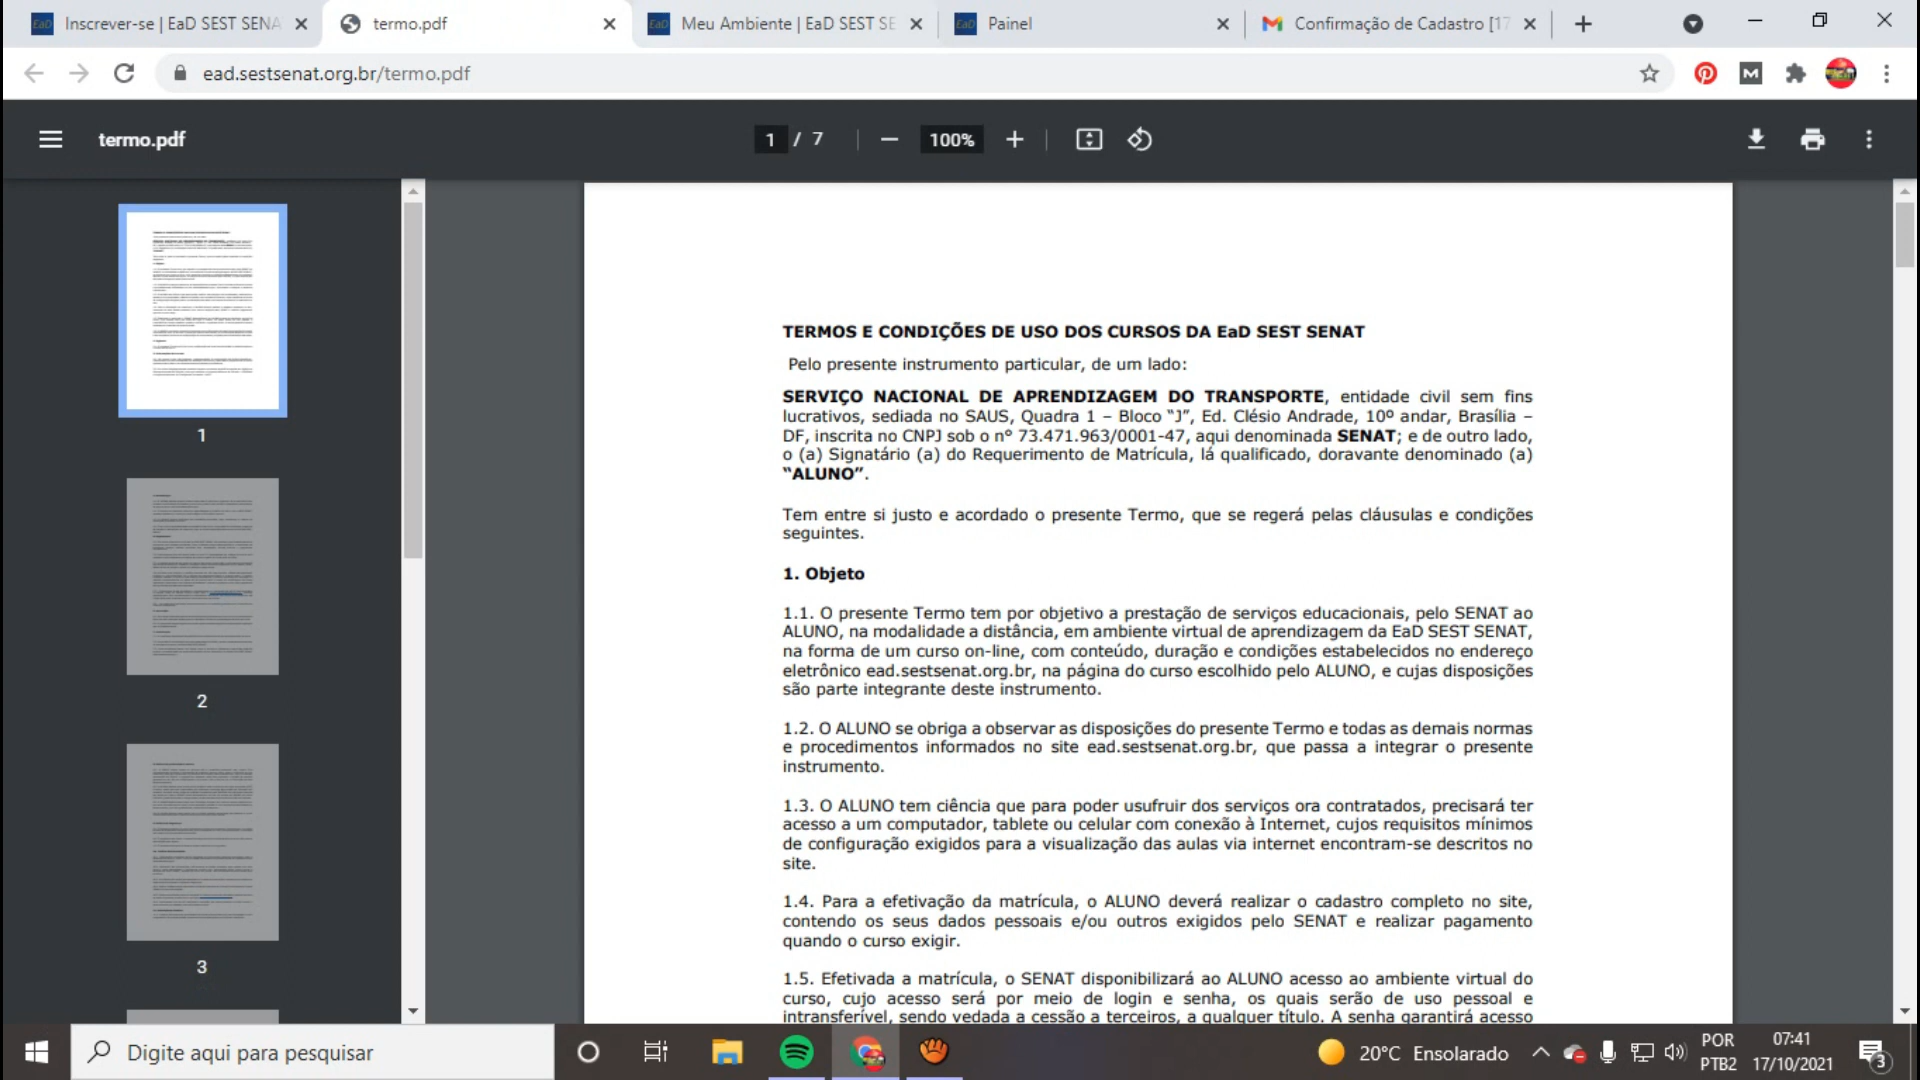 Inscrever-se | EaD SEST SENA
termo.pdf
Meu Ambiente | EaD SEST SE
Painel
Confirmação de Cadastro [17
ead.sestsenat.org.br/termo.pdf
termo.pdf
1 / 7
100%
1
2
3
TERMOS E CONDIÇÕES DE USO DOS CURSOS DA EaD SEST SENAT
Pelo presente instrumento particular, de um lado:
SERVIÇO NACIONAL DE APRENDIZAGEM DO TRANSPORTE, entidade civil sem fins
lucrativos, sediada no SAUS, Quadra 1 – Bloco “J”, Ed. Clésio Andrade, 10º andar, Brasília –
DF, inscrita no CNPJ sob o nº 73.471.963/0001-47, aqui denominada SENAT; e de outro lado,
o (a) Signatário (a) do Requerimento de Matrícula, lá qualificado, doravante denominado (a)
“ALUNO”.
Tem entre si justo e acordado o presente Termo, que se regerá pelas cláusulas e condições
seguintes.
1. Objeto
1.1. O presente Termo tem por objetivo a prestação de serviços educacionais, pelo SENAT ao
ALUNO, na modalidade a distância, em ambiente virtual de aprendizagem da EaD SEST SENAT,
na forma de um curso on-line, com conteúdo, duração e condições estabelecidos no endereço
eletrônico ead.sestsenat.org.br, na página do curso escolhido pelo ALUNO, e cujas disposições
são parte integrante deste instrumento.
1.2. O ALUNO se obriga a observar as disposições do presente Termo e todas as demais normas
e procedimentos informados no site ead.sestsenat.org.br, que passa a integrar o presente
instrumento.
1.3. O ALUNO tem ciência que para poder usufruir dos serviços ora contratados, precisará ter
acesso a um computador, tablete ou celular com conexão à Internet, cujos requisitos mínimos
de configuração exigidos para a visualização das aulas via internet encontram-se descritos no
site.
1.4. Para a efetivação da matrícula, o ALUNO deverá realizar o cadastro completo no site,
contendo os seus dados pessoais e/ou outros exigidos pelo SENAT e realizar pagamento
quando o curso exigir.
1.5. Efetivada a matrícula, o SENAT disponibilizará ao ALUNO acesso ao ambiente virtual do
curso, cujo acesso será por meio de login e senha, os quais serão de uso pessoal e
intransferível, sendo vedada a cessão a terceiros, a qualquer título. A senha garantirá acesso
Digite aqui para pesquisar
20°C Ensolarado
POR
PTB2
07:41
17/10/2021
3